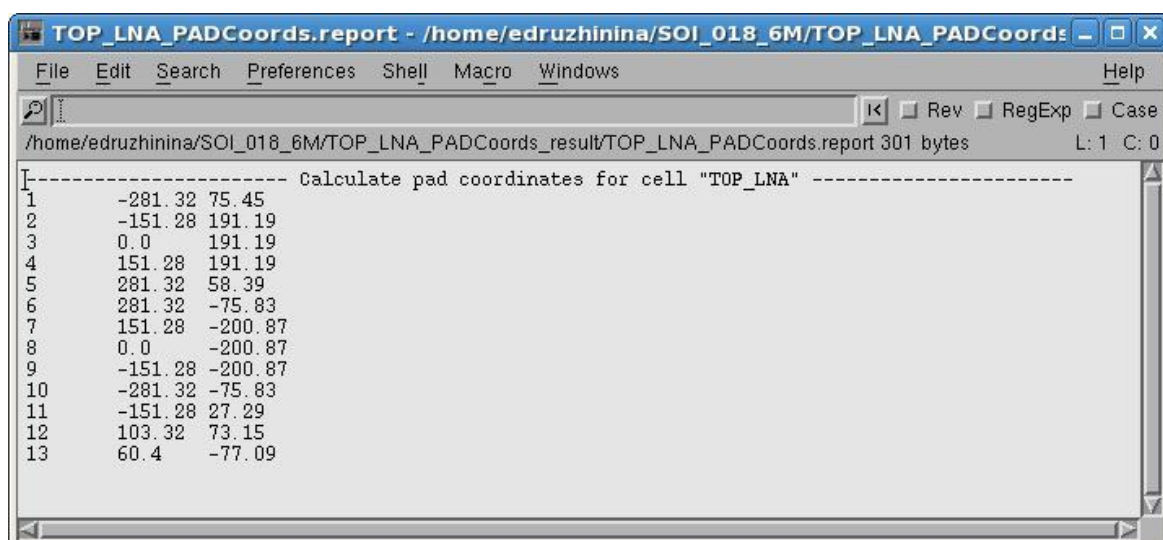 TOP_LNA_PADCoords.report - /home/edruzhinina/SOI_018_6M/TOP_LNA_PADCoords
File Edit Search Preferences Shell Macro Windows Help
Rev RegExp Case
/home/edruzhinina/SOI_018_6M/TOP_LNA_PADCoords_result/TOP_LNA_PADCoords.report 301 bytes L: 1 C: 0
------------------------ Calculate pad coordinates for cell "TOP_LNA" ------------------------
1 -281.32 75.45
2 -151.28 191.19
3 0.0 191.19
4 151.28 191.19
5 281.32 58.39
6 281.32 -75.83
7 151.28 -200.87
8 0.0 -200.87
9 -151.28 -200.87
10 -281.32 -75.83
11 -151.28 27.29
12 103.32 73.15
13 60.4 -77.09